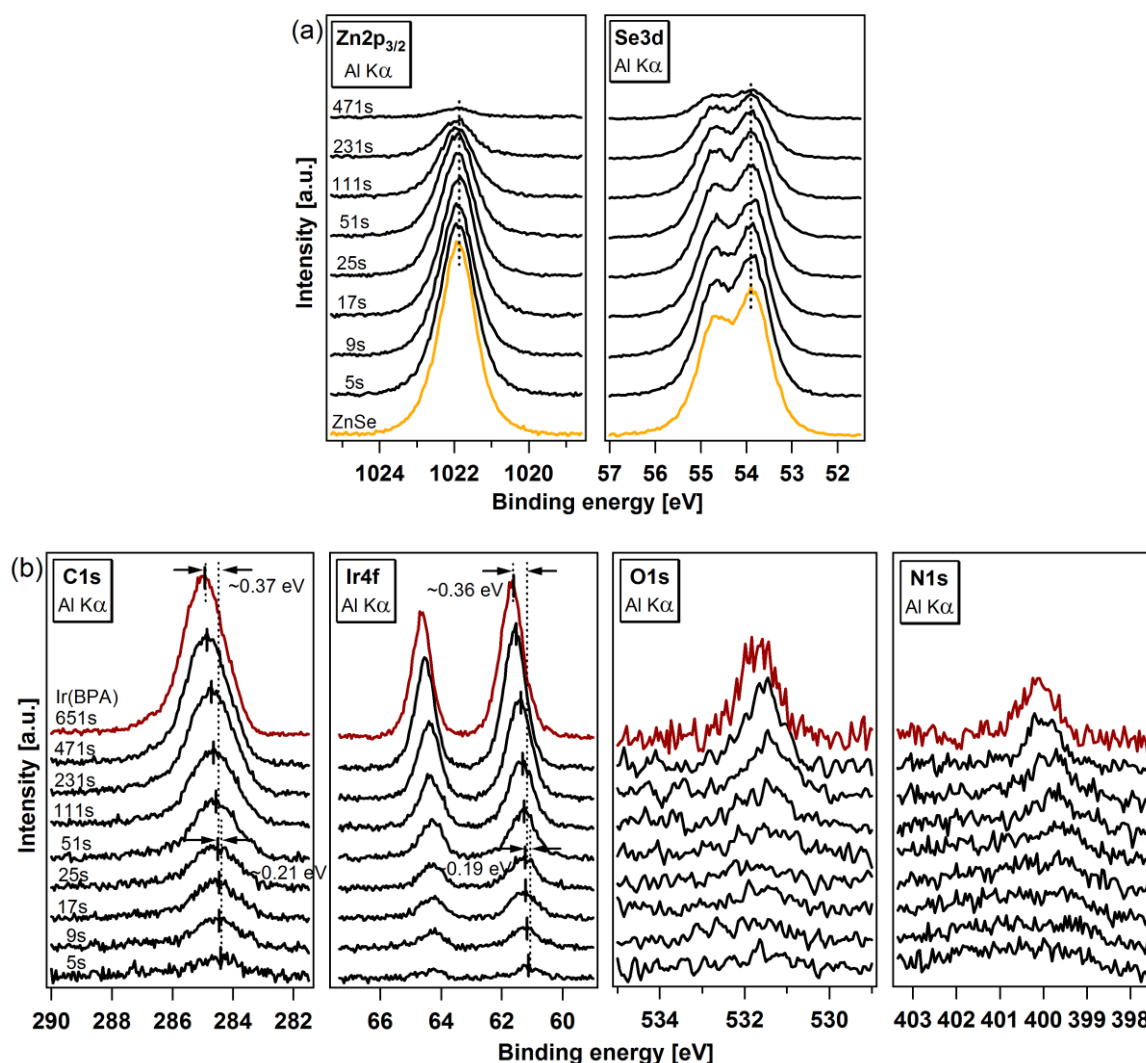 (a)
Zn2p3/2
Al Kα
Se3d
Al Kα
Intensity [a.u.]
471s
231s
111s
51s
25s
17s
9s
5s
ZnSe
1024 1022 1020
57 56 55 54 53 52
Binding energy [eV]
(b)
C1s
Al Kα
~0.37 eV
Ir4f
Al Kα
~0.36 eV
O1s
Al Kα
N1s
Al Kα
Intensity [a.u.]
Ir(BPA)
651s
471s
231s
111s
51s
25s
17s
9s
5s
~0.21 eV
~0.19 eV
290 288 286 284 282
66 64 62 60
534 532 530
403 402 401 400 399 398
Binding energy [eV]